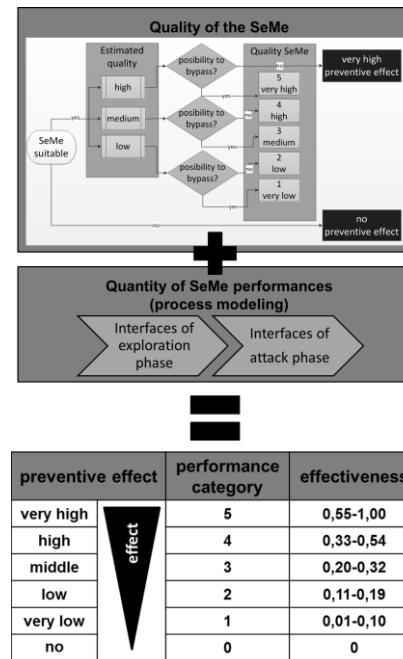 Quality of the SeMe
Estimated
quality
high
medium
low
SeMe
suitable
yes
posibility to
bypass?
posibility to
bypass?
posibility to
bypass?
no
yes
no
yes
no
yes
no
Quality SeMe
5
very high
4
high
3
medium
2
low
1
very low
very high
preventive effect
no
preventive effect
Quantity of SeMe performances
(process modeling)
Interfaces of
exploration
phase
Interfaces of
attack phase
preventive effect
performance
category
effectiveness
very high
5
0,55-1,00
high
4
0,33-0,54
middle
3
0,20-0,32
low
2
0,11-0,19
very low
1
0,01-0,10
no
0
0
effect